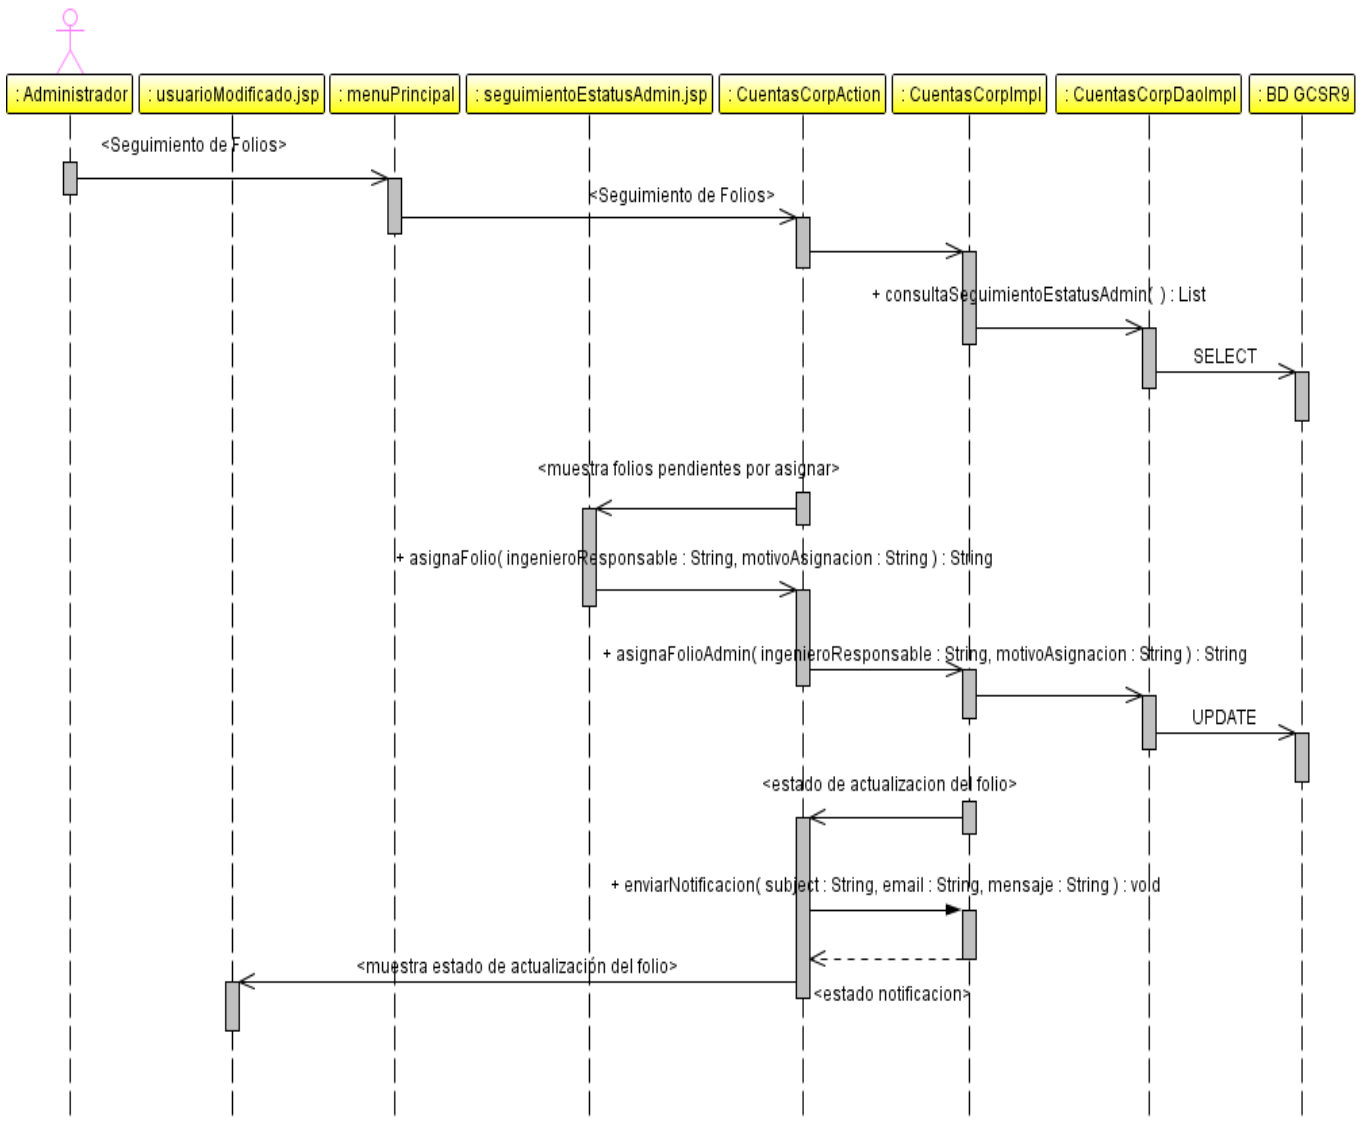 : Administrador
: usuarioModificado.jsp
: menuPrincipal
: seguimientoEstatusAdmin.jsp
: CuentasCorpAction
: CuentasCorpImpl
: CuentasCorpDaoImpl
: BD GCSR9
<Seguimiento de Folios>
<Seguimiento de Folios>
+ consultaSeguimientoEstatusAdmin( ) : List
SELECT
<muestra folios pendientes por asignar>
+ asignaFolio( ingenieroResponsable : String, motivoAsignacion : String ) : String
+ asignaFolioAdmin( ingenieroResponsable : String, motivoAsignacion : String ) : String
UPDATE
<estado de actualizacion del folio>
+ enviarNotificacion( subject : String, email : String, mensaje : String ) : void
<muestra estado de actualización del folio>
<estado notificacion>